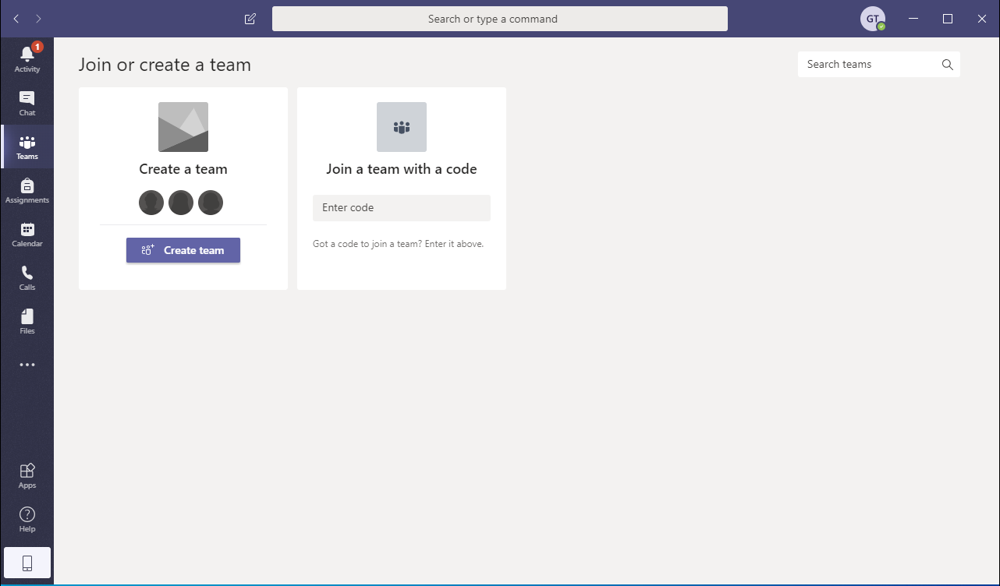 Search or type a command
GT
1
Activity
Chat
Teams
Assignments
Calendar
Calls
Files
Apps
Help
Join or create a team
Search teams
Create a team
Create team
Join a team with a code
Enter code
Got a code to join a team? Enter it above.